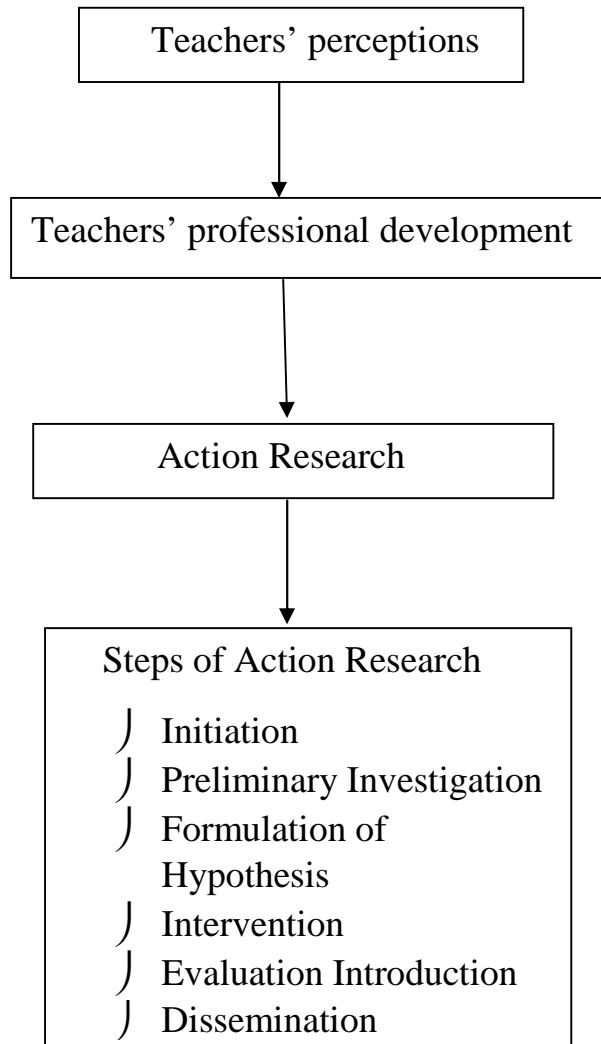 Teachers’ perceptions
Teachers’ professional development
Action Research
Steps of Action Research
Initiation
Preliminary Investigation
Formulation of
Hypothesis
Intervention
Evaluation Introduction
Dissemination